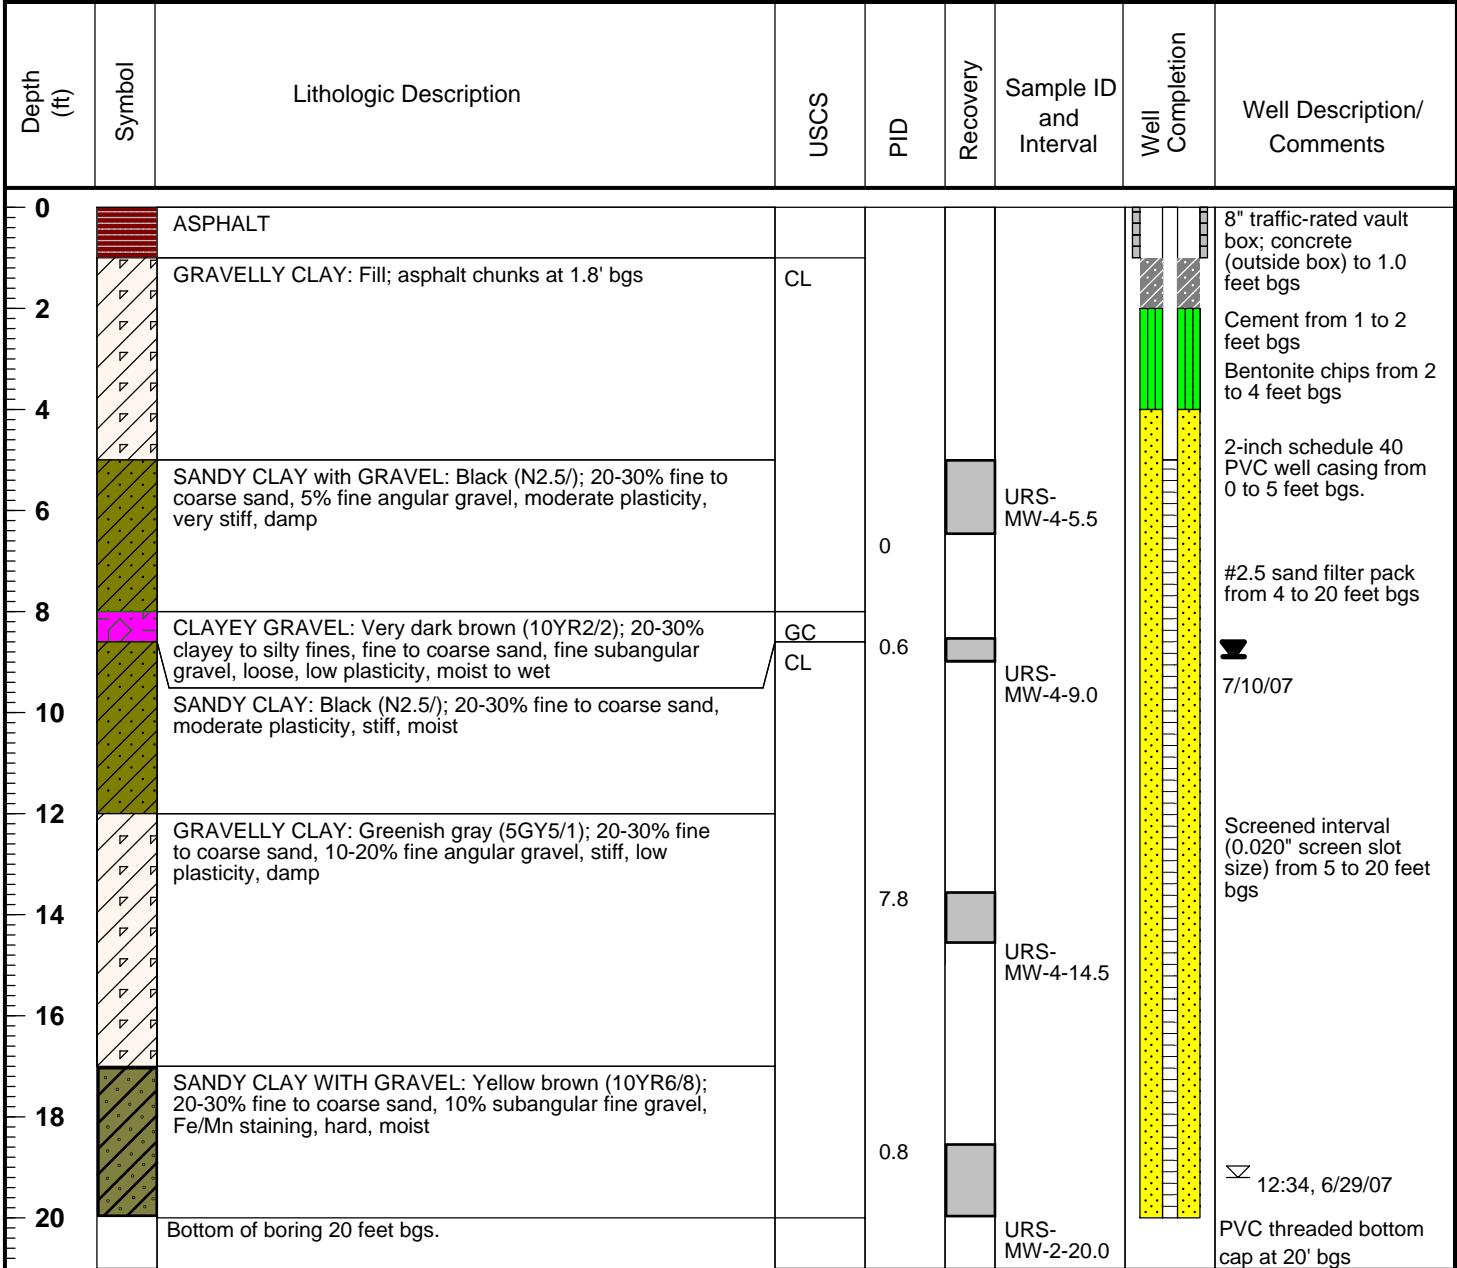 Depth
(ft)
Symbol
Lithologic Description
USCS
PID
Recovery
Sample ID
and
Interval
Well
Completion
Well Description/
Comments
0
ASPHALT
8" traffic-rated vault
box; concrete
(outside box) to 1.0
feet bgs
GRAVELLY CLAY: Fill; asphalt chunks at 1.8' bgs
CL
2
Cement from 1 to 2
feet bgs
Bentonite chips from 2
to 4 feet bgs
4
2-inch schedule 40
PVC well casing from
0 to 5 feet bgs.
SANDY CLAY with GRAVEL: Black (N2.5/); 20-30% fine to
coarse sand, 5% fine angular gravel, moderate plasticity,
very stiff, damp
URS-
MW-4-5.5
6
0
#2.5 sand filter pack
from 4 to 20 feet bgs
8
CLAYEY GRAVEL: Very dark brown (10YR2/2); 20-30%
clayey to silty fines, fine to coarse sand, fine subangular
gravel, loose, low plasticity, moist to wet
GC
0.6
CL
URS-
MW-4-9.0
7/10/07
10
SANDY CLAY: Black (N2.5/); 20-30% fine to coarse sand,
moderate plasticity, stiff, moist
12
GRAVELLY CLAY: Greenish gray (5GY5/1); 20-30% fine
to coarse sand, 10-20% fine angular gravel, stiff, low
plasticity, damp
Screened interval
(0.020" screen slot
size) from 5 to 20 feet
bgs
14
7.8
URS-
MW-4-14.5
16
SANDY CLAY WITH GRAVEL: Yellow brown (10YR6/8);
20-30% fine to coarse sand, 10% subangular fine gravel,
Fe/Mn staining, hard, moist
18
0.8
12:34, 6/29/07
20
Bottom of boring 20 feet bgs.
URS-
MW-2-20.0
PVC threaded bottom
cap at 20' bgs